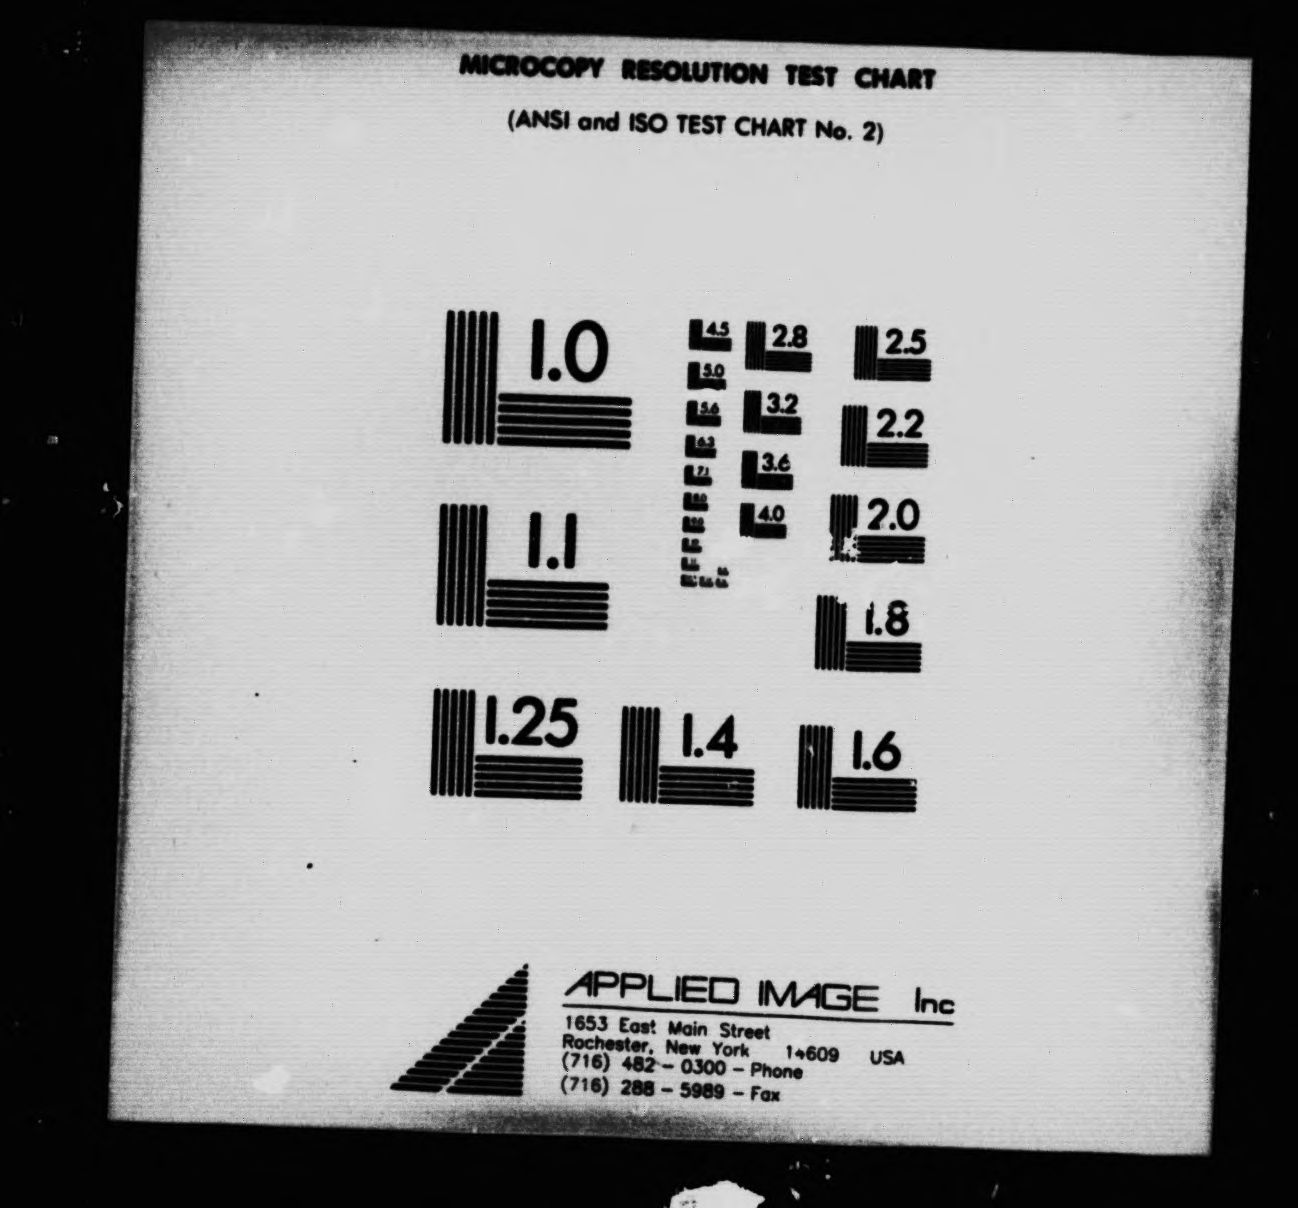 MICROCOPY RESOLUTION TEST CHART
(ANSI and ISO TEST CHART No. 2)
1.0
1.1
1.25
1.4
1.6
1.8
2.0
2.2
2.5
2.8
3.2
3.6
4.0
4.5
5.0
5.6
6.3
7.1
8.0
APPLIED IMAGE Inc
1653 East Main Street
Rochester, New York 14609 USA
(716) 482 - 0300 - Phone
(716) 288 - 5989 - Fax